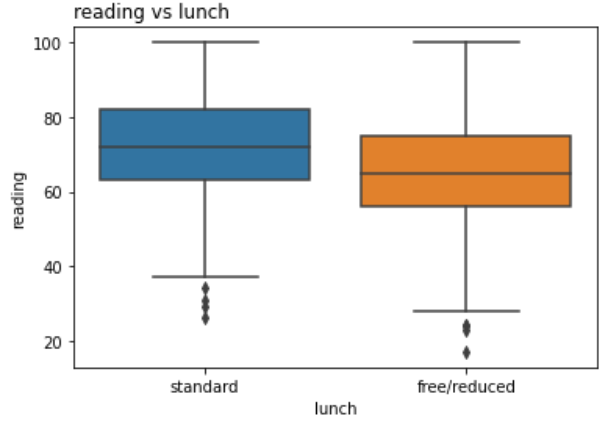 reading vs lunch
100
80
60
40
20
reading
standard
free/reduced
lunch